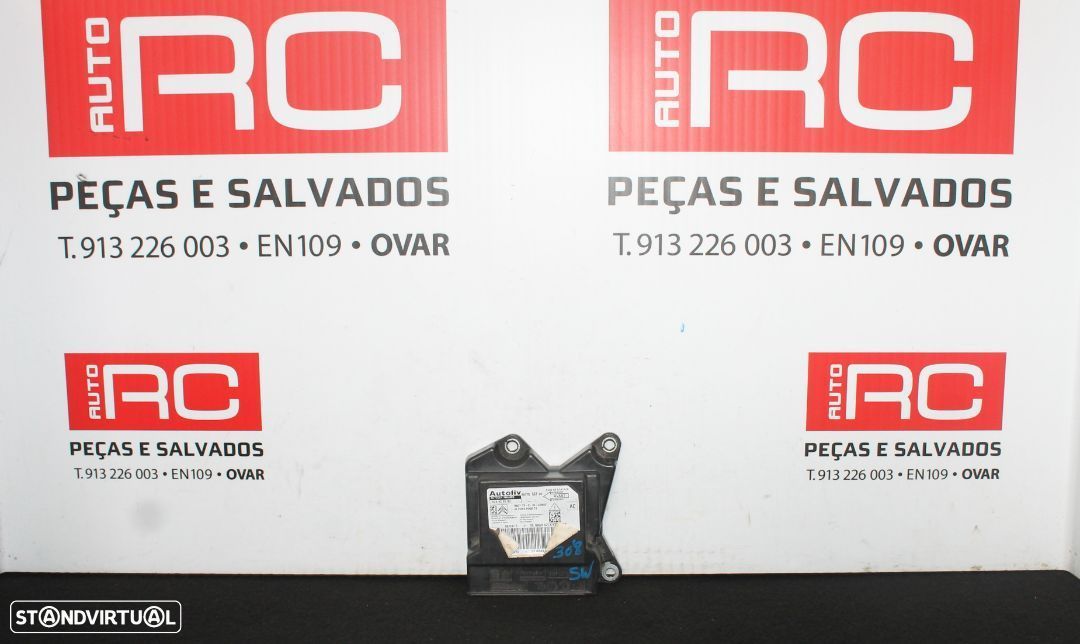 AUTO RC
PEÇAS E SALVADOS
T. 913 226 003 • EN109 • OVAR
AUTO RC
PEÇAS E SALVADOS
T. 913 226 003 • EN109 • OVAR
AUTO RC
PEÇAS E SALVADOS
T. 913 226 003 • EN109 • OVAR
AUTO RC
PEÇAS E SALVADOS
T. 913 226 003 • EN109 • OVAR
Autoliv
AC
308
SW
STANDVIRTUAL